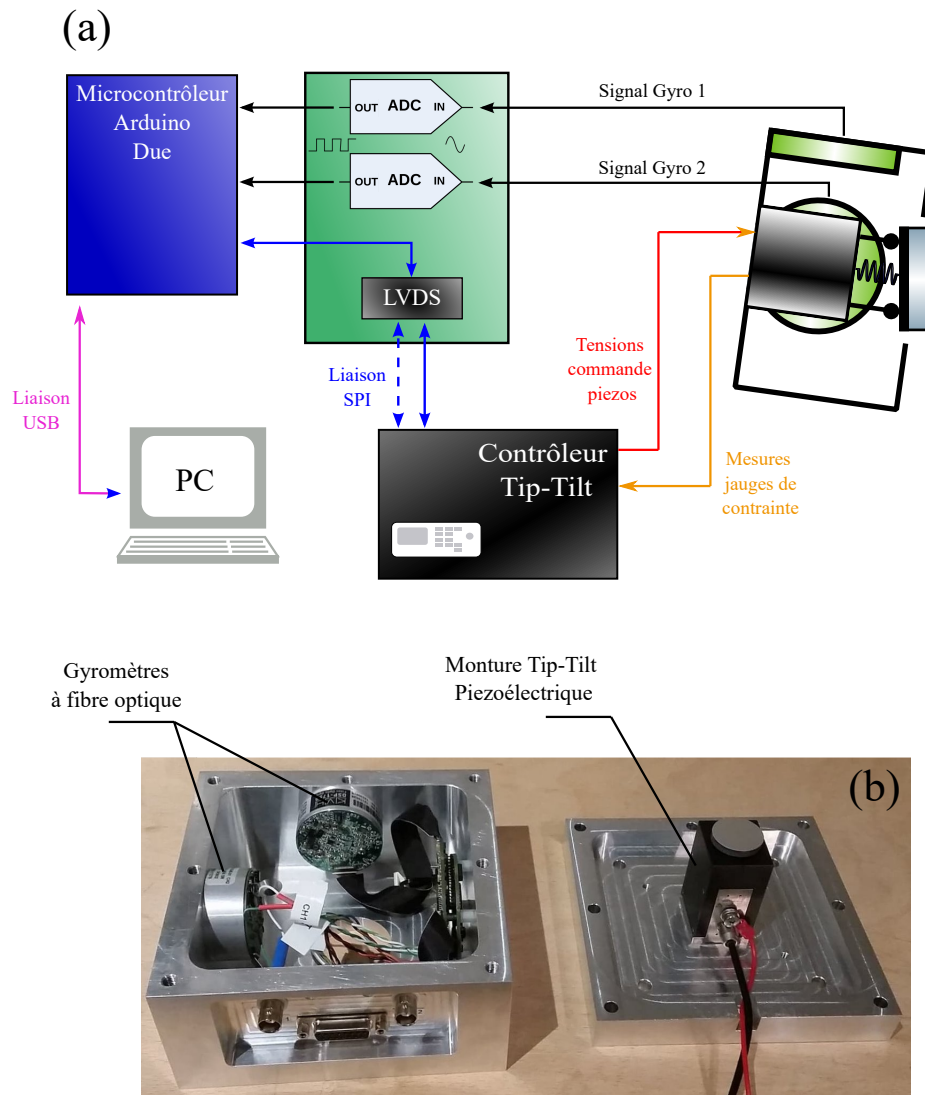 (a)
Microcontrôleur
Arduino
Due
OUT ADC IN
OUT ADC IN
Signal Gyro 1
Signal Gyro 2
LVDS
Liaison
SPI
Tensions
commande
piezos
Liaison
USB
PC
Contrôleur
Tip-Tilt
Mesures
jauges de
contrainte
Gyromètres
à fibre optique
Monture Tip-Tilt
Piezoélectrique
(b)
CH1